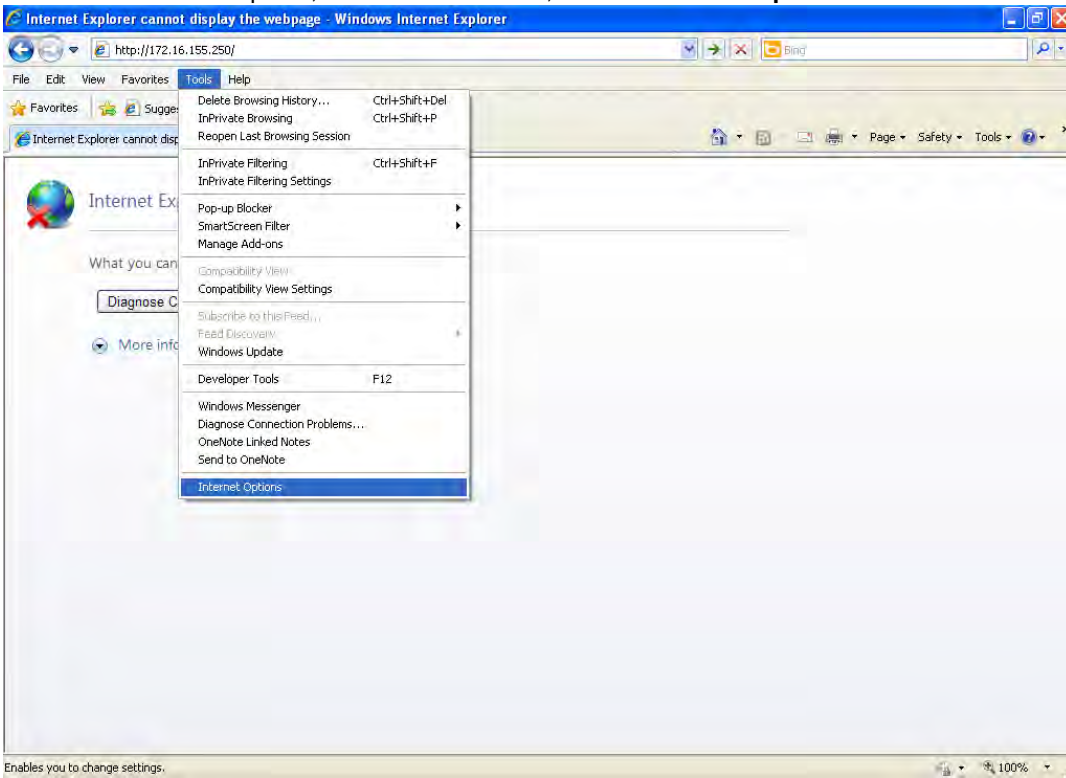 Internet Explorer cannot display the webpage - Windows Internet Explorer
http://172.16.155.250/
Bing
File Edit View Favorites Tools Help
Favorites Sugges
Internet Explorer cannot disp
Page Safety Tools
Delete Browsing History... Ctrl+Shift+Del
InPrivate Browsing Ctrl+Shift+P
Reopen Last Browsing Session
InPrivate Filtering Ctrl+Shift+F
InPrivate Filtering Settings
Pop-up Blocker
SmartScreen Filter
Manage Add-ons
Compatibility View
Compatibility View Settings
Subscribe to this Feed...
Feed Discovery
Windows Update
Developer Tools F12
Windows Messenger
Diagnose Connection Problems...
OneNote Linked Notes
Send to OneNote
Internet Options
Internet Ex
What you can
Diagnose C
More info
Enables you to change settings.
100%